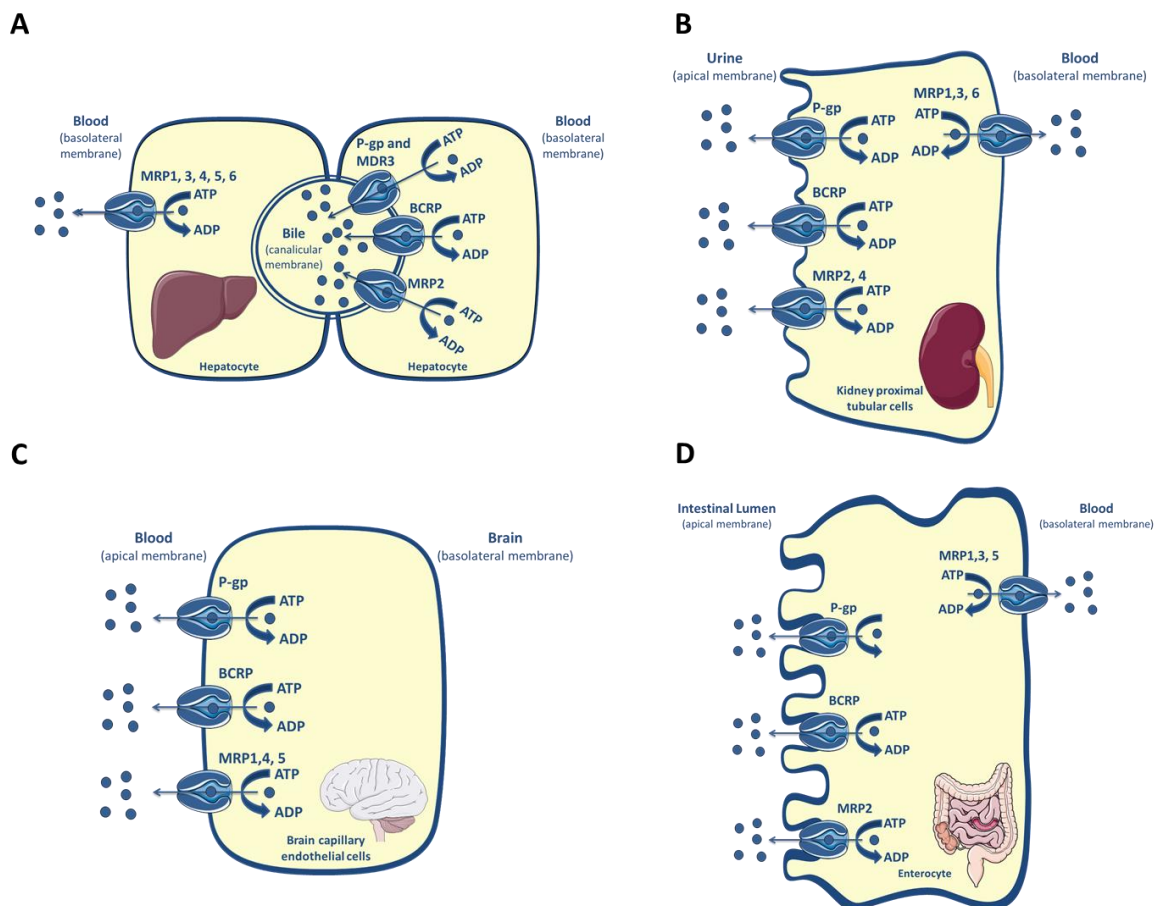 A
Blood
(basolateral
membrane)
MRP1, 3, 4, 5, 6
ATP
ADP
Hepatocyte
Bile
(canalicular
membrane)
P-gp and
MDR3
ATP
ADP
BCRP
ATP
ADP
MRP2
ATP
ADP
Hepatocyte
Blood
(basolateral
membrane)
B
Urine
(apical membrane)
Blood
(basolateral membrane)
P-gp
ATP
ADP
MRP1,3, 6
ATP
ADP
BCRP
ATP
ADP
MRP2, 4
ATP
ADP
Kidney proximal
tubular cells
C
Blood
(apical membrane)
Brain
(basolateral membrane)
P-gp
ATP
ADP
BCRP
ATP
ADP
MRP1,4, 5
ATP
ADP
Brain capillary
endothelial cells
D
Intestinal Lumen
(apical membrane)
Blood
(basolateral membrane)
MRP1,3, 5
ATP
ADP
P-gp
BCRP
ATP
ADP
MRP2
ATP
ADP
Enterocyte